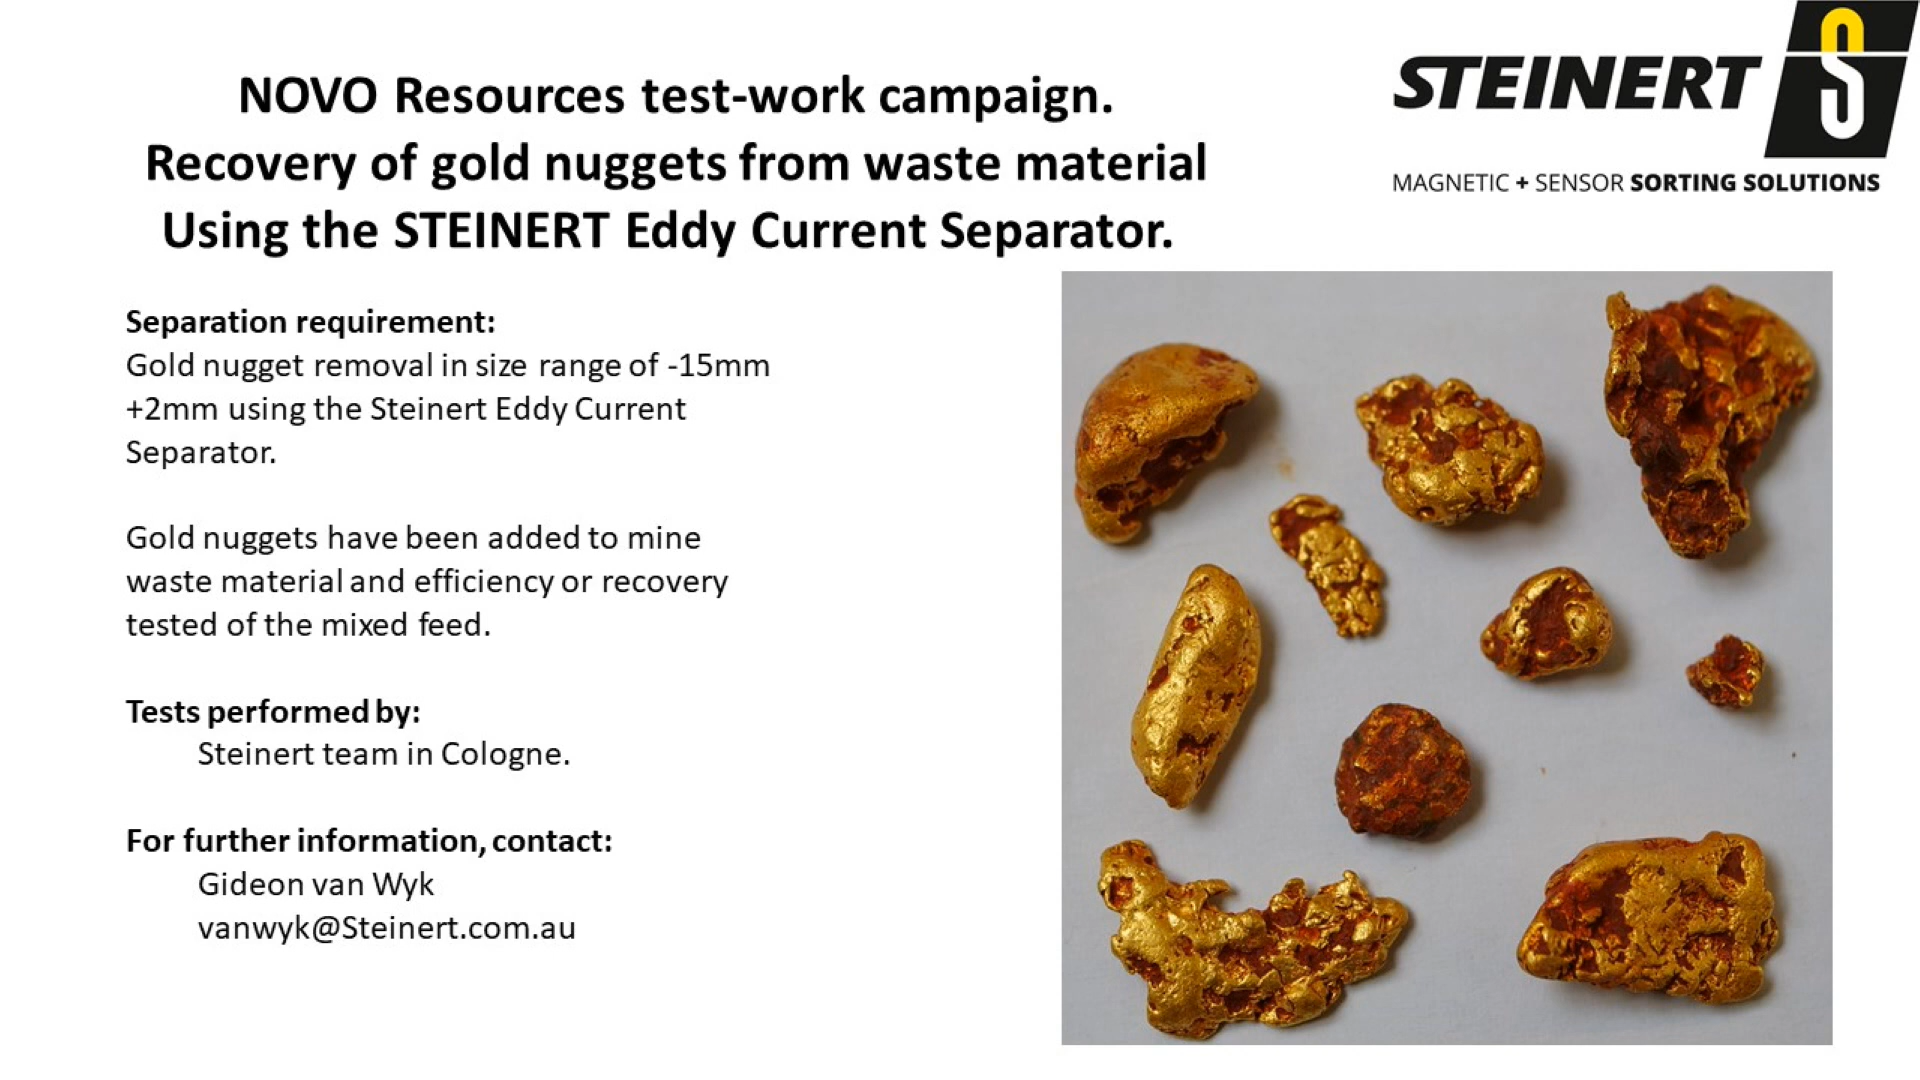 NOVO Resources test-work campaign.
Recovery of gold nuggets from waste material
Using the STEINERT Eddy Current Separator.
STEINERT
MAGNETIC + SENSOR SORTING SOLUTIONS
Separation requirement:
Gold nugget removal in size range of -15mm
+2mm using the Steinert Eddy Current
Separator.
Gold nuggets have been added to mine
waste material and efficiency or recovery
tested of the mixed feed.
Tests performed by:
Steinert team in Cologne.
For further information, contact:
Gideon van Wyk
vanwyk@Steinert.com.au